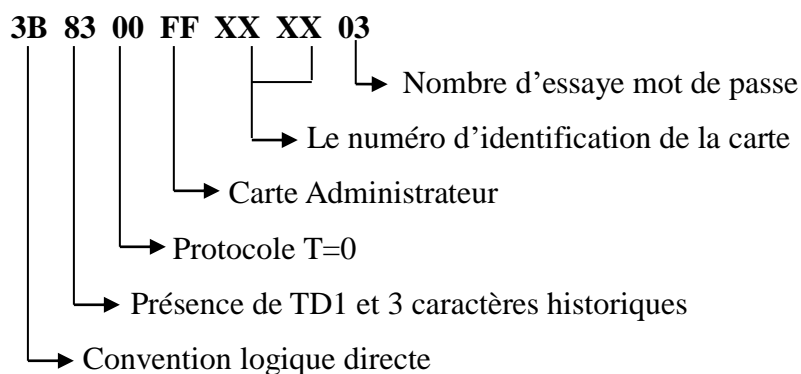 3B 83 00 FF XX XX 03
Nombre d'essaye mot de passe
Le numéro d'identification de la carte
Carte Administrateur
Protocole T=0
Présence de TD1 et 3 caractères historiques
Convention logique directe